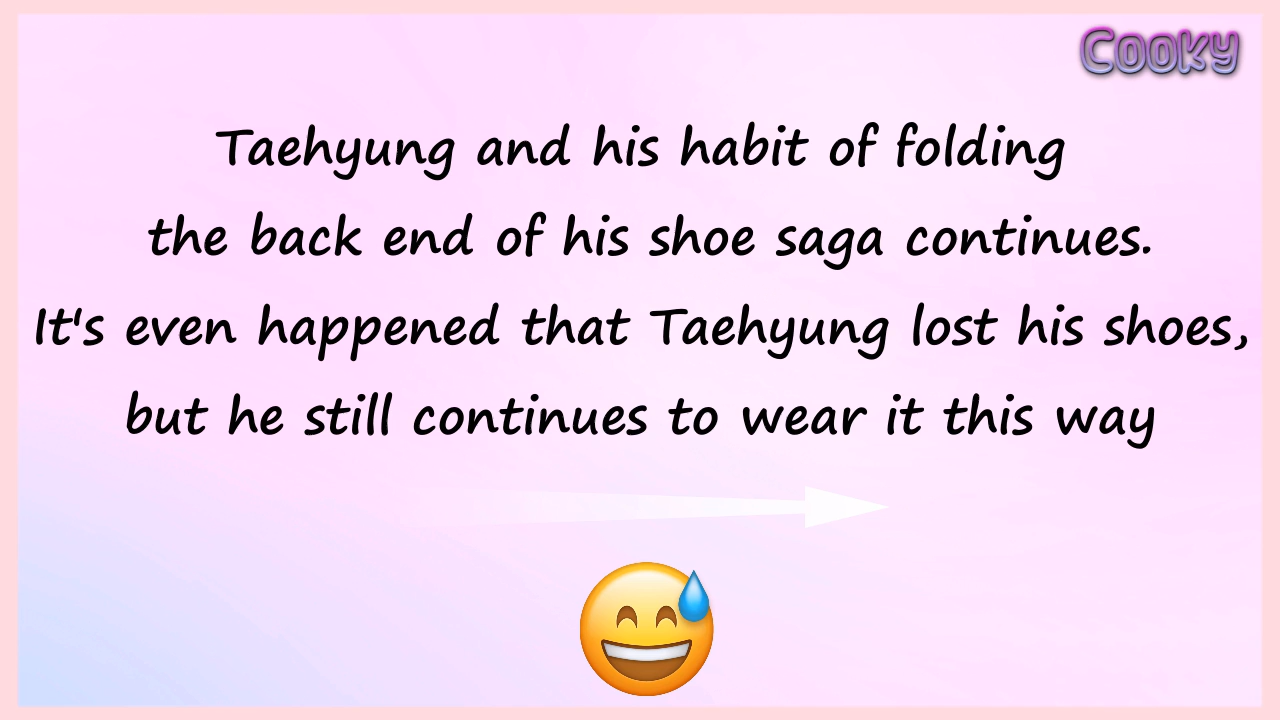 Cooky
Taehyung and his habit of folding
the back end of his shoe saga continues.
It's even happened that Taehyung lost his shoes,
but he still continues to wear it this way